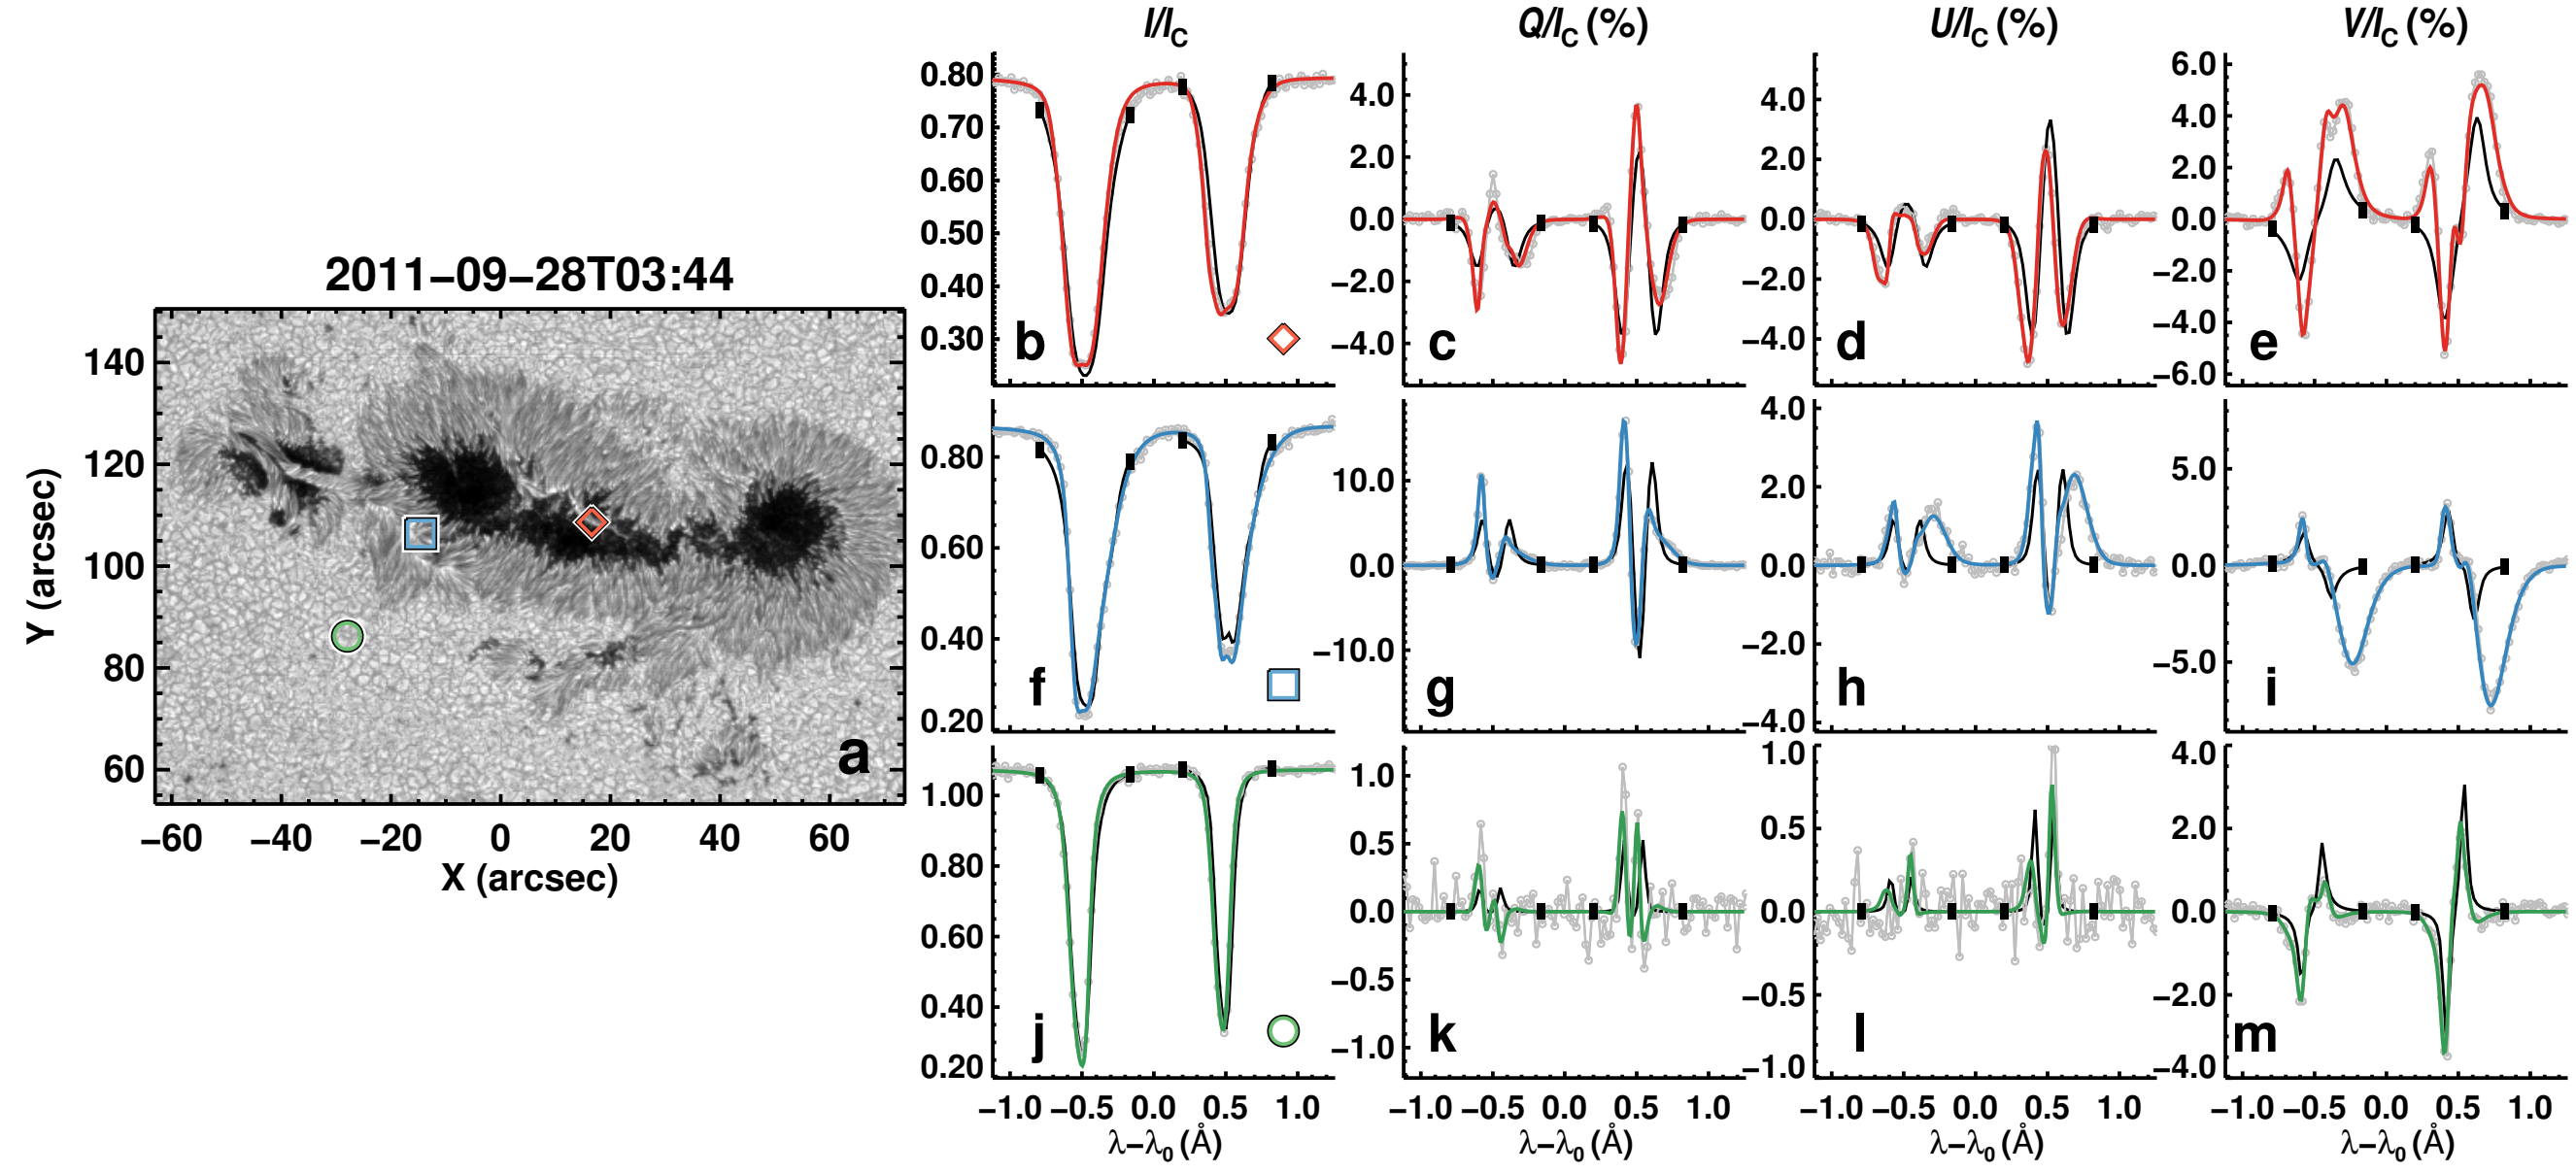 2011−09−28T03:44
Y (arcsec)
140
120
100
80
60
a
−60 −40 −20 0 20 40 60
X (arcsec)
I/IC
Q/IC (%)
U/IC (%)
V/IC (%)
0.80
0.70
0.60
0.50
0.40
0.30
b
4.0
2.0
0.0
−2.0
−4.0
c
4.0
2.0
0.0
−2.0
−4.0
d
6.0
4.0
2.0
0.0
−2.0
−4.0
−6.0
e
0.80
0.60
0.40
0.20
f
10.0
0.0
−10.0
g
4.0
2.0
0.0
−2.0
−4.0
h
5.0
0.0
−5.0
i
1.00
0.80
0.60
0.40
0.20
j
1.0
0.5
0.0
−0.5
−1.0
k
1.0
0.5
0.0
−0.5
−1.0
l
4.0
2.0
0.0
−2.0
−4.0
m
−1.0 −0.5 0.0 0.5 1.0
−1.0 −0.5 0.0 0.5 1.0
−1.0 −0.5 0.0 0.5 1.0
−1.0 −0.5 0.0 0.5 1.0
λ−λ0 (Å)
λ−λ0 (Å)
λ−λ0 (Å)
λ−λ0 (Å)